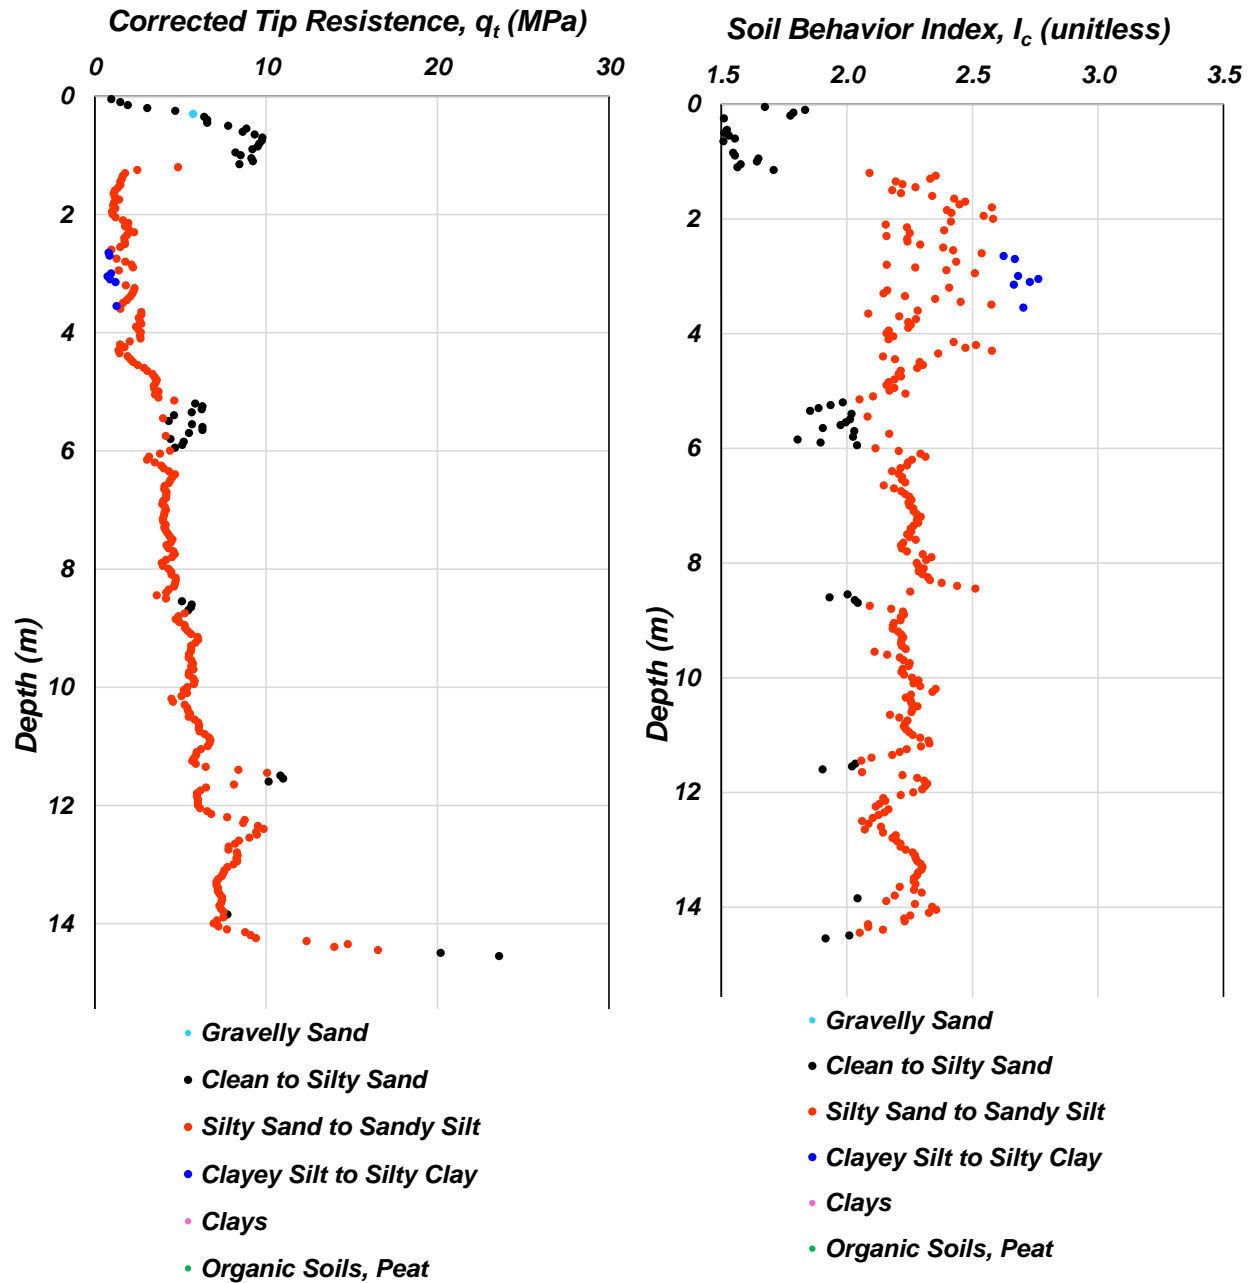 Corrected Tip Resistence, qt (MPa)
0 10 20 30
0
2
4
6
8
10
12
14
Depth (m)
Gravelly Sand
Clean to Silty Sand
Silty Sand to Sandy Silt
Clayey Silt to Silty Clay
Clays
Organic Soils, Peat
Soil Behavior Index, Ic (unitless)
1.5 2.0 2.5 3.0 3.5
0
2
4
6
8
10
12
14
Depth (m)
Gravelly Sand
Clean to Silty Sand
Silty Sand to Sandy Silt
Clayey Silt to Silty Clay
Clays
Organic Soils, Peat